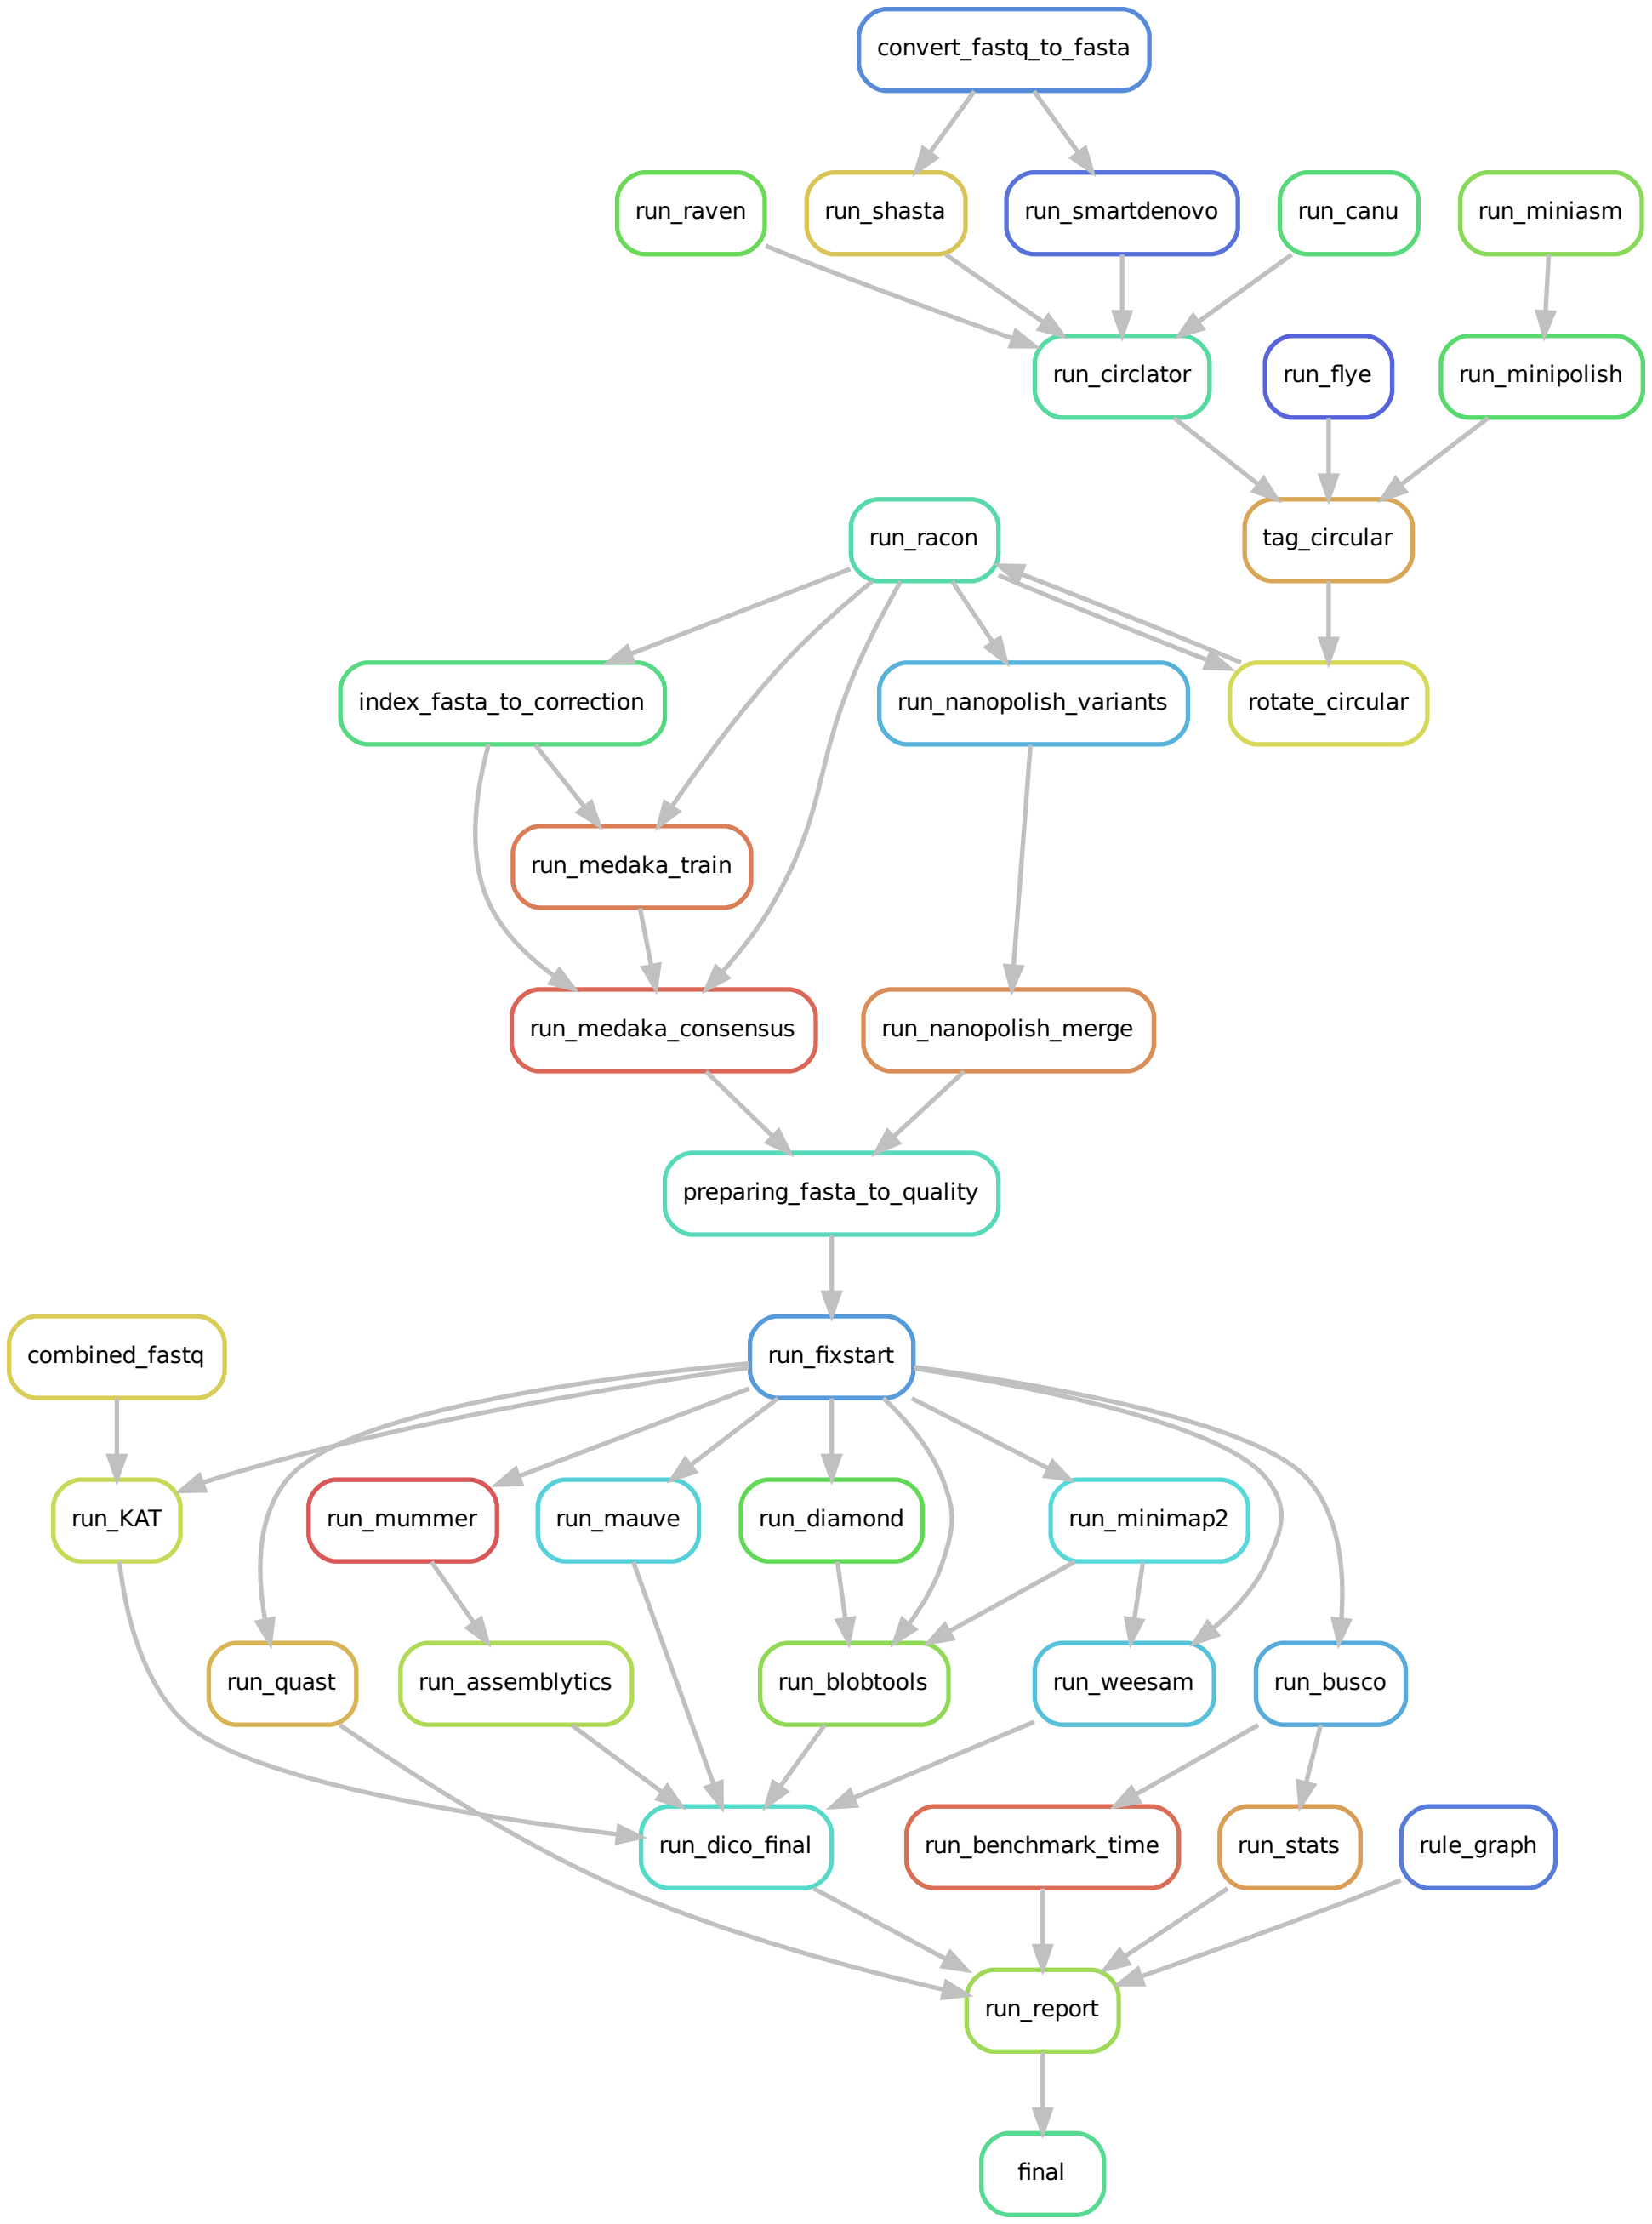 convert_fastq_to_fasta
run_raven
run_shasta
run_smartdenovo
run_canu
run_miniasm
run_circlator
run_flye
run_minipolish
run_racon
tag_circular
index_fasta_to_correction
run_nanopolish_variants
rotate_circular
run_medaka_train
run_medaka_consensus
run_nanopolish_merge
preparing_fasta_to_quality
combined_fastq
run_fixstart
run_KAT
run_mummer
run_mauve
run_diamond
run_minimap2
run_quast
run_assemblytics
run_blobtools
run_weesam
run_busco
run_dico_final
run_benchmark_time
run_stats
rule_graph
run_report
final